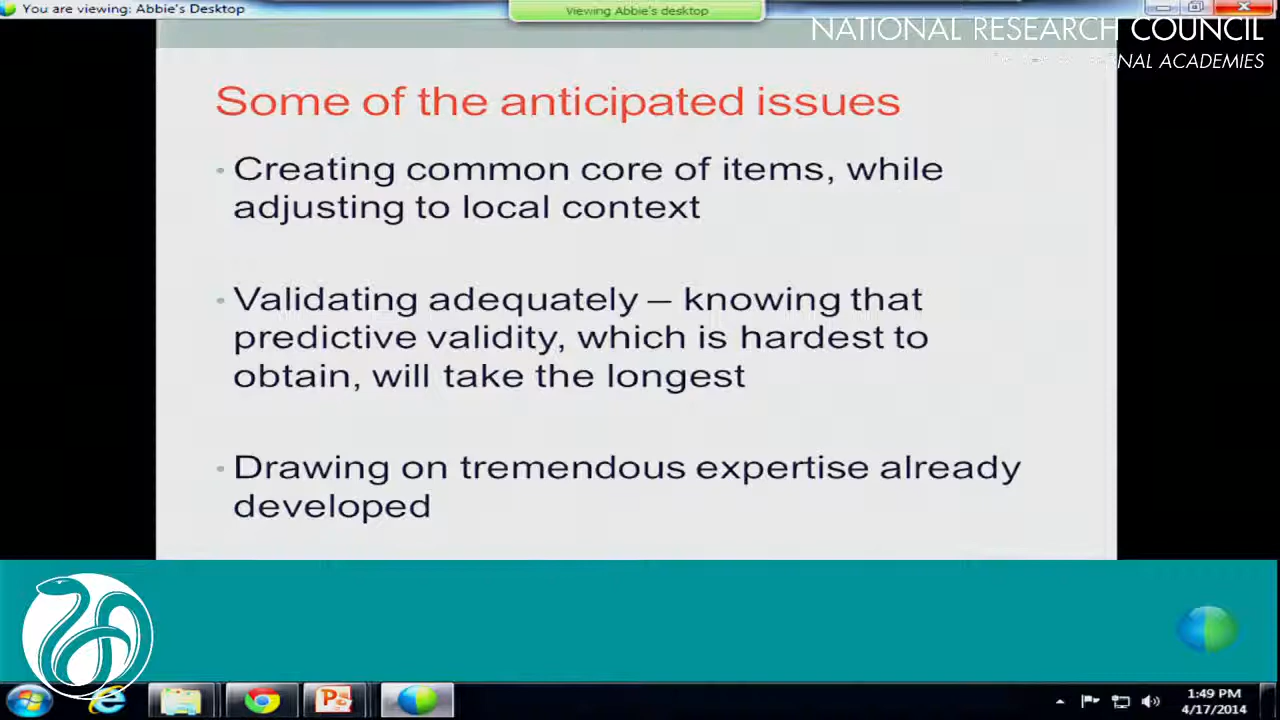 You are viewing: Abbie's Desktop
Viewing Abbie's desktop
NATIONAL RESEARCH COUNCIL
NAL ACADEMIES
Some of the anticipated issues
Creating common core of items, while
adjusting to local context
Validating adequately – knowing that
predictive validity, which is hardest to
obtain, will take the longest
Drawing on tremendous expertise already
developed
1:49 PM
4/17/2014